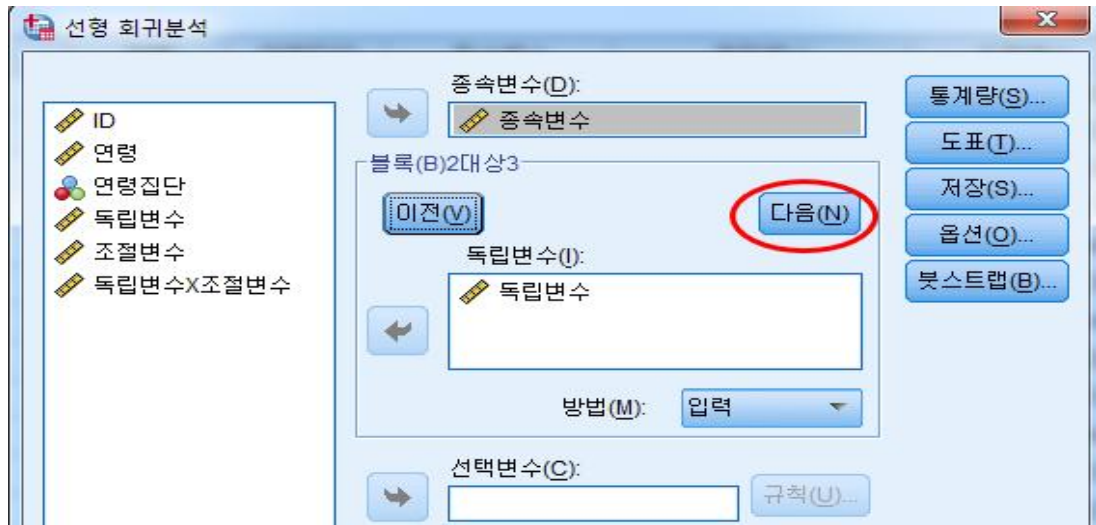 선형 회귀분석
ID
연령
연령집단
독립변수
조절변수
독립변수X조절변수
종속변수(D):
종속변수
블록(B)2대상3
이전(V)
다음(N)
독립변수(I):
독립변수
방법(M):
입력
선택변수(C):
규칙(U)...
통계량(S)...
도표(T)...
저장(S)...
옵션(O)...
붓스트랩(B)...